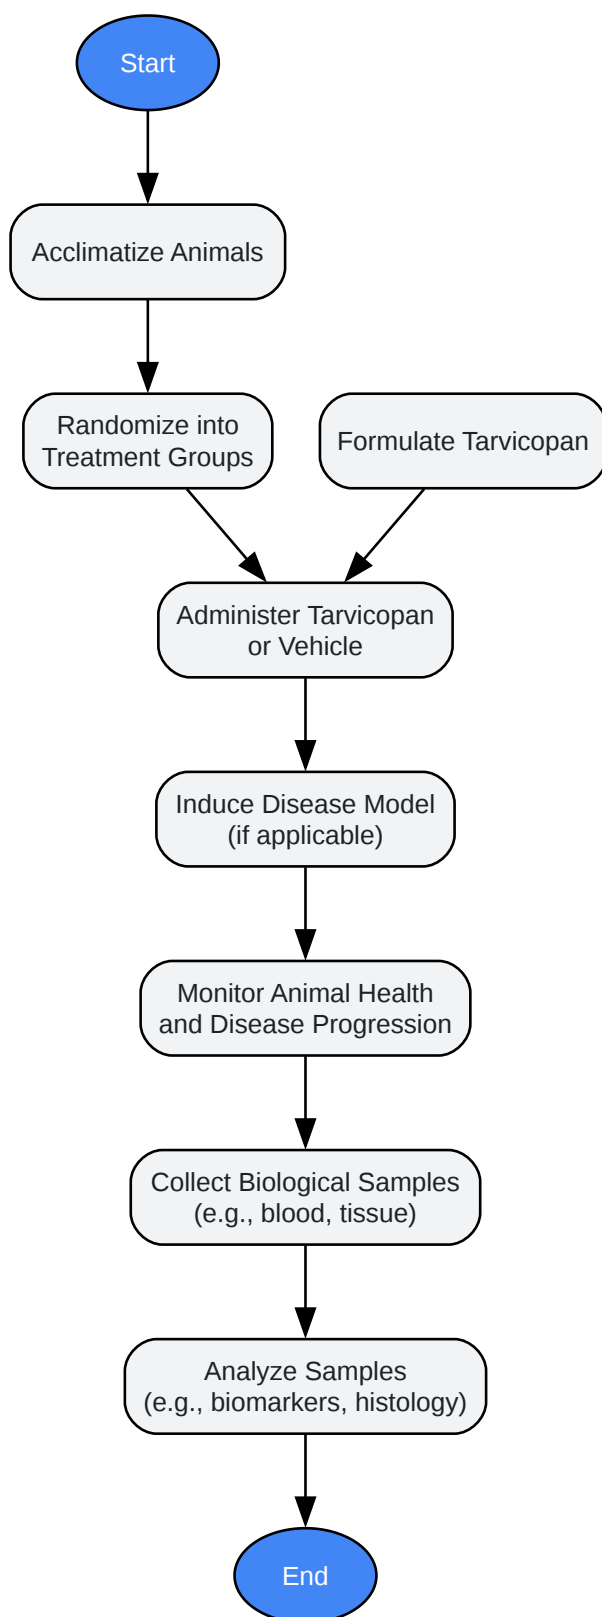 Start
Acclimatize Animals
Randomize into
Treatment Groups
Formulate Tarvicopan
Administer Tarvicopan
or Vehicle
Induce Disease Model
(if applicable)
Monitor Animal Health
and Disease Progression
Collect Biological Samples
(e.g., blood, tissue)
Analyze Samples
(e.g., biomarkers, histology)
End